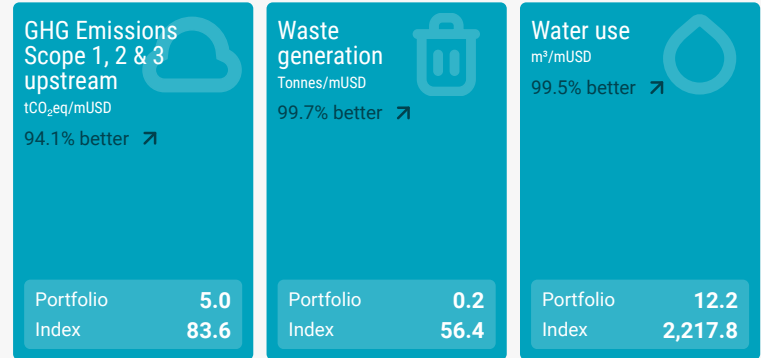 GHG Emissions
Scope 1, 2 & 3
upstream
tCO₂eq/mUSD
94.1% better
Portfolio 5.0
Index 83.6
Waste
generation
Tonnes/mUSD
99.7% better
Portfolio 0.2
Index 56.4
Water use
m³/mUSD
99.5% better
Portfolio 12.2
Index 2,217.8